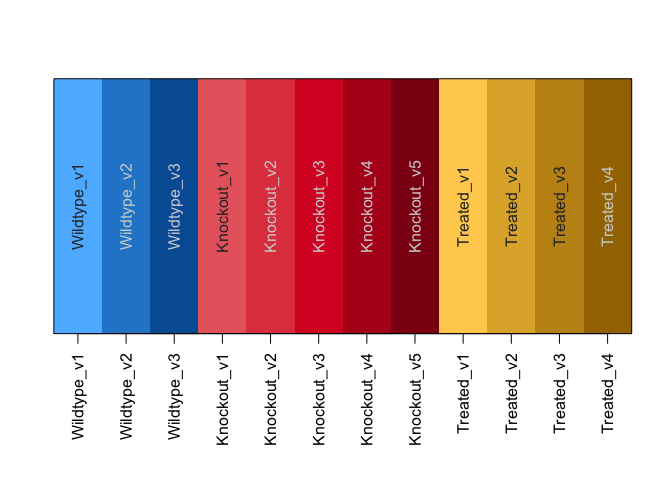 Wildtype_v1
Wildtype_v2
Wildtype_v3
Knockout_v1
Knockout_v2
Knockout_v3
Knockout_v4
Knockout_v5
Treated_v1
Treated_v2
Treated_v3
Treated_v4
Wildtype_v1
Wildtype_v2
Wildtype_v3
Knockout_v1
Knockout_v2
Knockout_v3
Knockout_v4
Knockout_v5
Treated_v1
Treated_v2
Treated_v3
Treated_v4